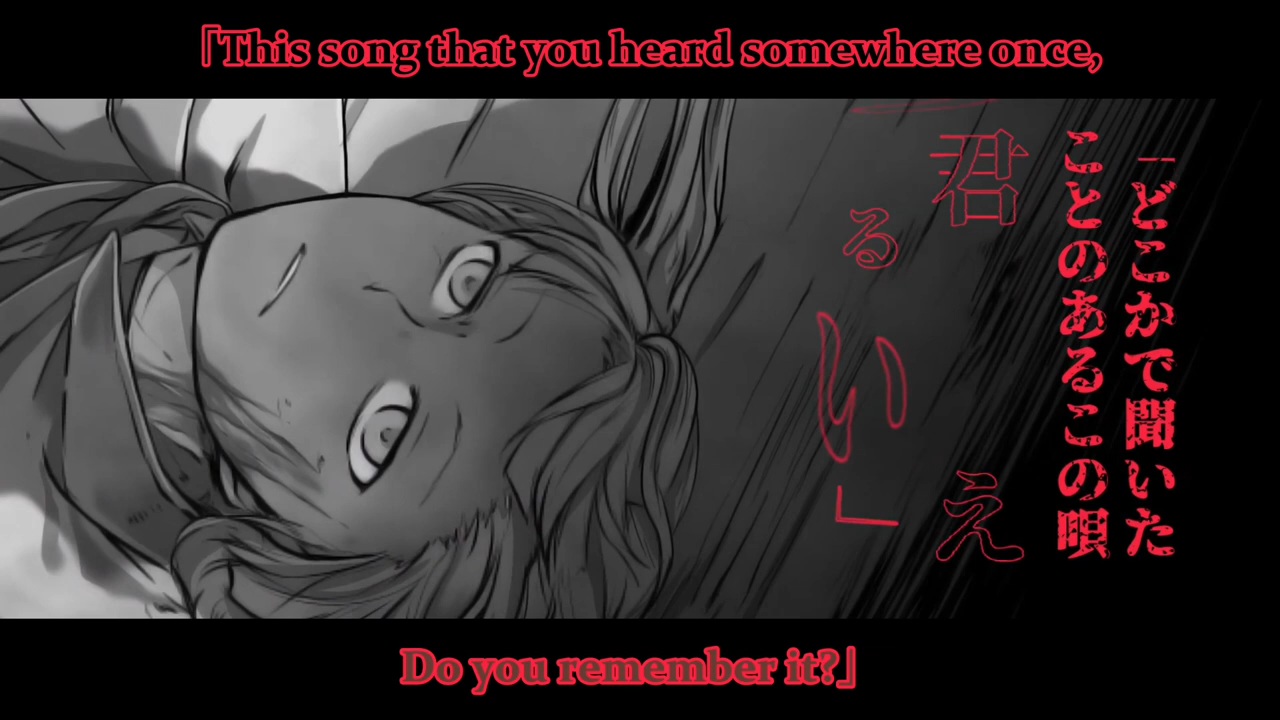 「This song that you heard somewhere once,
「どこかで聞いた
ことのあるこの唄
君 え
る い」
Do you remember it?」